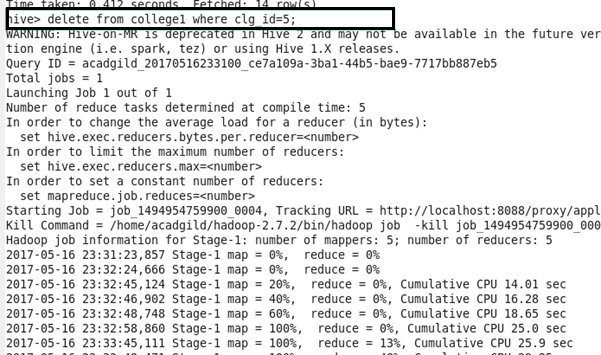 Time taken: 0.412 seconds, Fetched: 14 row(s)
hive> delete from college1 where clg_id=5;
WARNING: Hive-on-MR is deprecated in Hive 2 and may not be available in the future ver
tion engine (i.e. spark, tez) or using Hive 1.X releases.
Query ID = acadgild_20170516233100_ce7a109a-3ba1-44b5-bae9-7717bb887eb5
Total jobs = 1
Launching Job 1 out of 1
Number of reduce tasks determined at compile time: 5
In order to change the average load for a reducer (in bytes):
  set hive.exec.reducers.bytes.per.reducer=<number>
In order to limit the maximum number of reducers:
  set hive.exec.reducers.max=<number>
In order to set a constant number of reducers:
  set mapreduce.job.reduces=<number>
Starting Job = job_1494954759900_0004, Tracking URL = http://localhost:8088/proxy/appl
Kill Command = /home/acadgild/hadoop-2.7.2/bin/hadoop job  -kill job_1494954759900_000
Hadoop job information for Stage-1: number of mappers: 5; number of reducers: 5
2017-05-16 23:31:23,857 Stage-1 map = 0%,  reduce = 0%
2017-05-16 23:32:24,666 Stage-1 map = 0%,  reduce = 0%
2017-05-16 23:32:45,124 Stage-1 map = 20%,  reduce = 0%, Cumulative CPU 14.01 sec
2017-05-16 23:32:46,902 Stage-1 map = 40%,  reduce = 0%, Cumulative CPU 16.28 sec
2017-05-16 23:32:48,748 Stage-1 map = 60%,  reduce = 0%, Cumulative CPU 18.65 sec
2017-05-16 23:32:58,860 Stage-1 map = 100%,  reduce = 0%, Cumulative CPU 25.0 sec
2017-05-16 23:33:45,111 Stage-1 map = 100%,  reduce = 13%, Cumulative CPU 25.9 sec